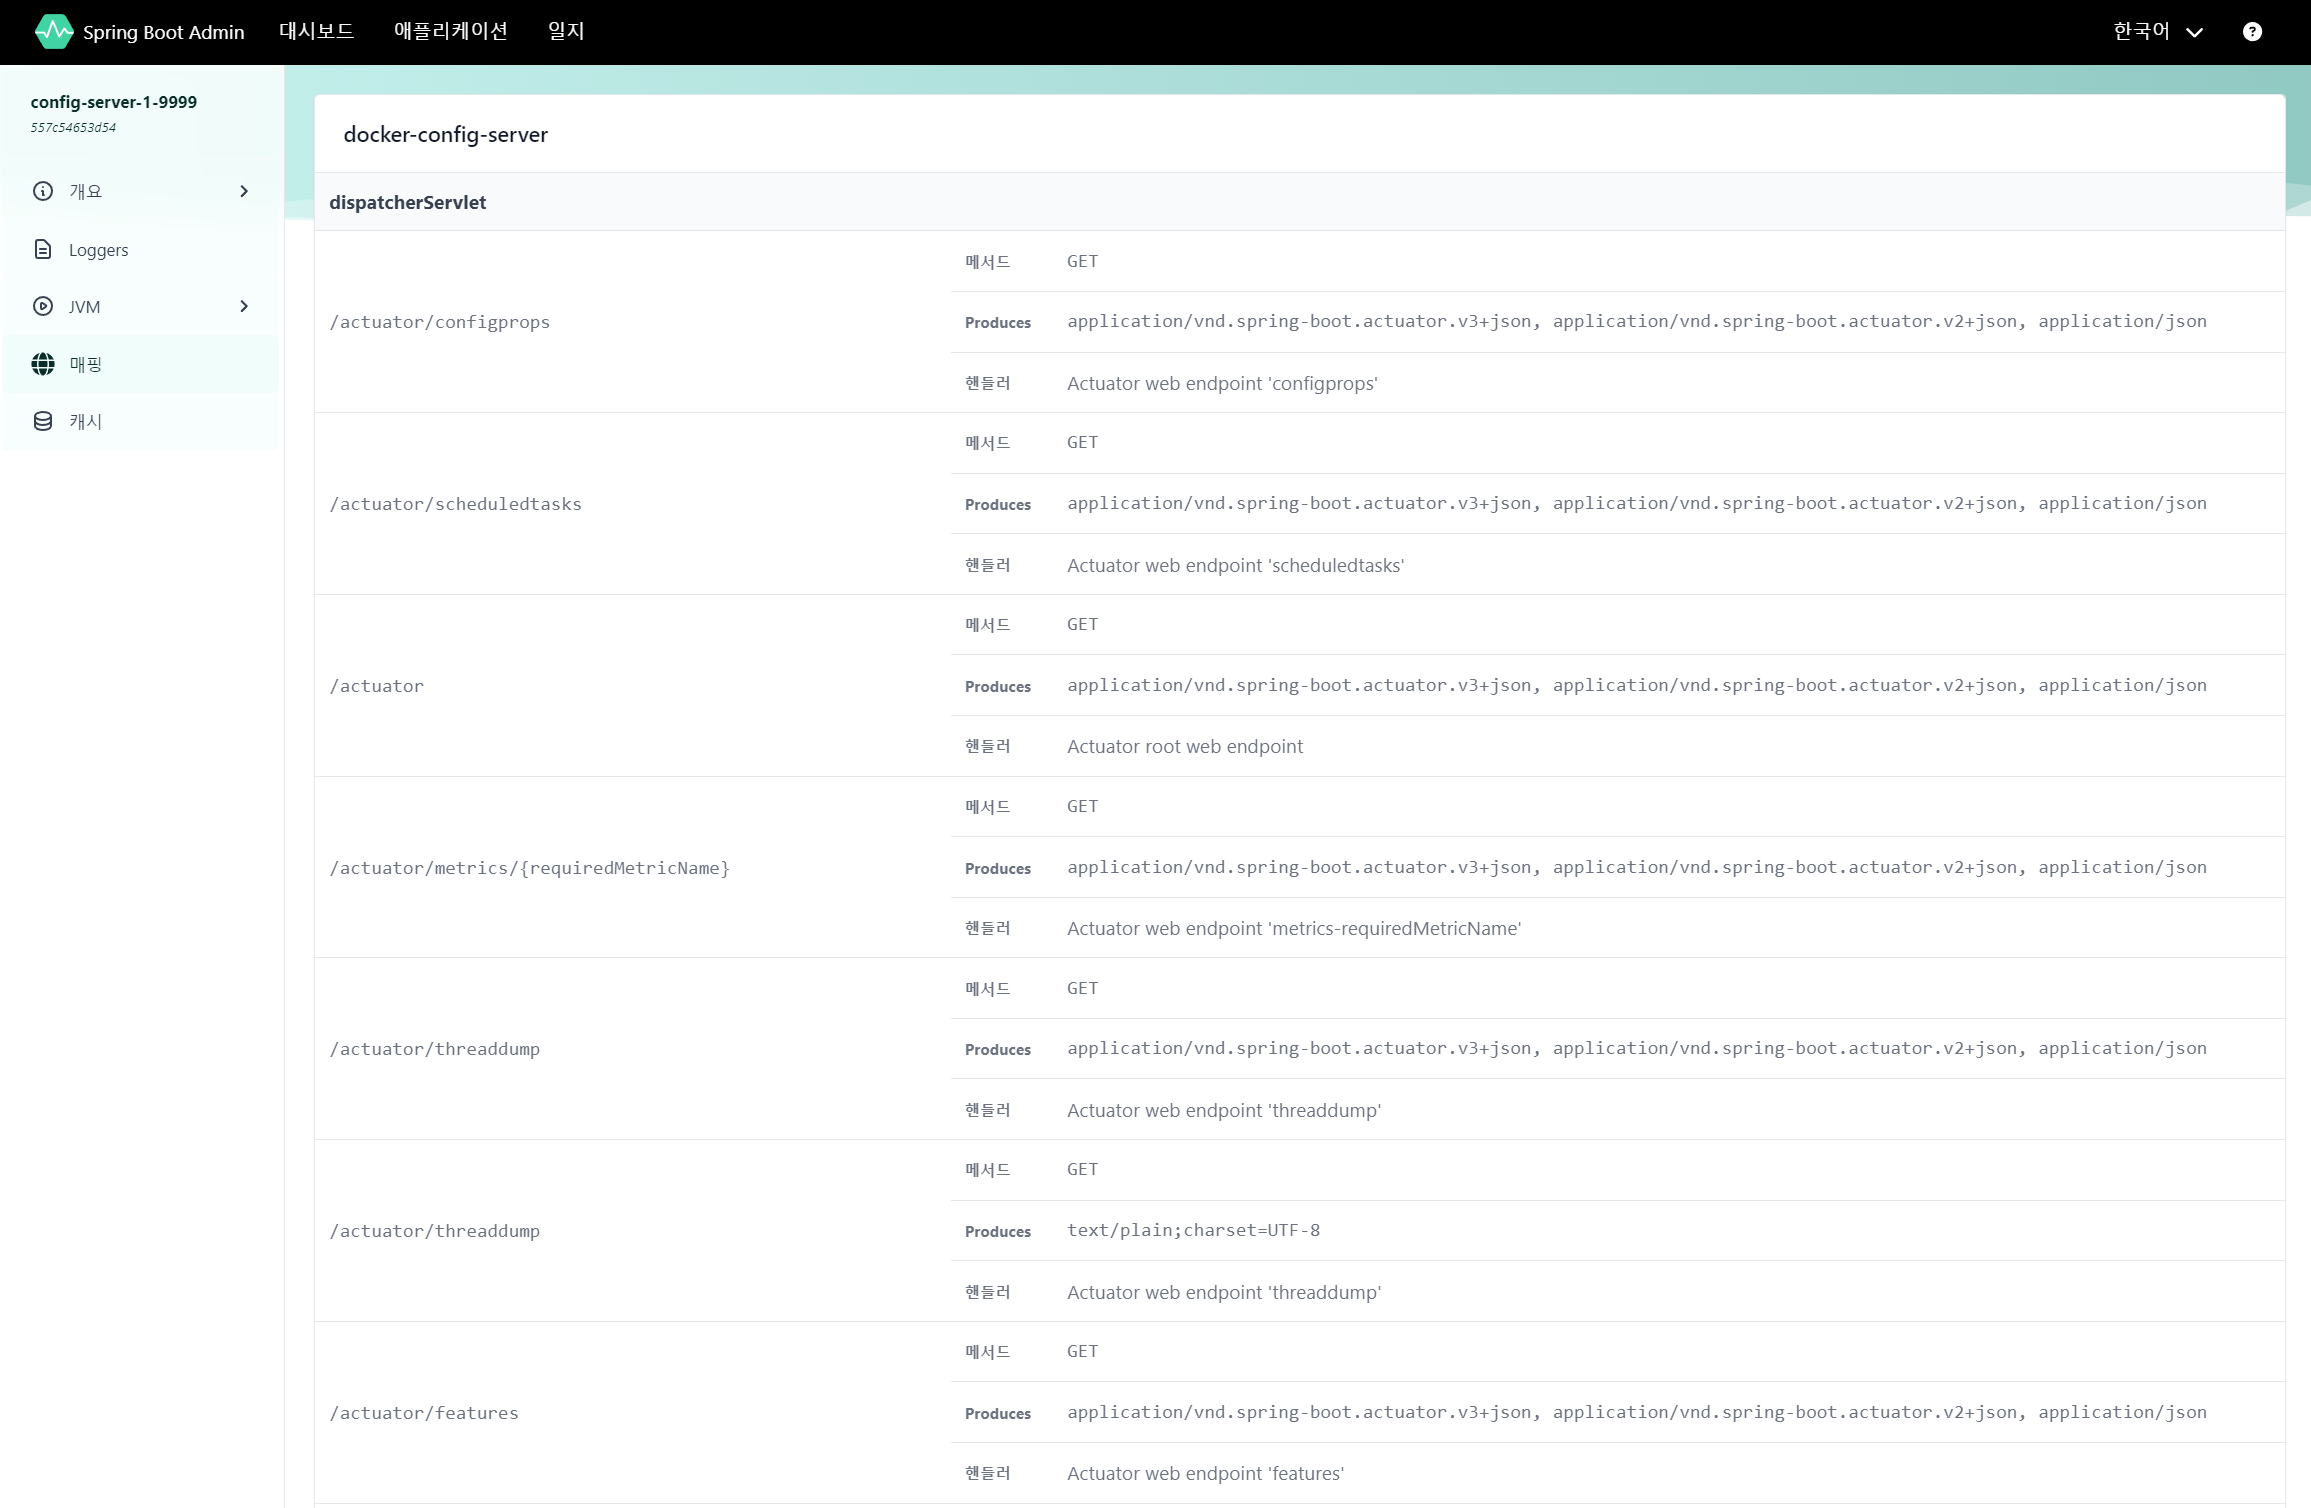 Spring Boot Admin 대시보드 애플리케이션 일지 한국어 ?
config-server-1-9999
557c54653d54
개요
Loggers
JVM
매핑
캐시
docker-config-server
dispatcherServlet
/actuator/configprops
메서드 GET
Produces application/vnd.spring-boot.actuator.v3+json, application/vnd.spring-boot.actuator.v2+json, application/json
핸들러 Actuator web endpoint 'configprops'
/actuator/scheduledtasks
메서드 GET
Produces application/vnd.spring-boot.actuator.v3+json, application/vnd.spring-boot.actuator.v2+json, application/json
핸들러 Actuator web endpoint 'scheduledtasks'
/actuator
메서드 GET
Produces application/vnd.spring-boot.actuator.v3+json, application/vnd.spring-boot.actuator.v2+json, application/json
핸들러 Actuator root web endpoint
/actuator/metrics/{requiredMetricName}
메서드 GET
Produces application/vnd.spring-boot.actuator.v3+json, application/vnd.spring-boot.actuator.v2+json, application/json
핸들러 Actuator web endpoint 'metrics-requiredMetricName'
/actuator/threaddump
메서드 GET
Produces application/vnd.spring-boot.actuator.v3+json, application/vnd.spring-boot.actuator.v2+json, application/json
핸들러 Actuator web endpoint 'threaddump'
/actuator/threaddump
메서드 GET
Produces text/plain;charset=UTF-8
핸들러 Actuator web endpoint 'threaddump'
/actuator/features
메서드 GET
Produces application/vnd.spring-boot.actuator.v3+json, application/vnd.spring-boot.actuator.v2+json, application/json
핸들러 Actuator web endpoint 'features'